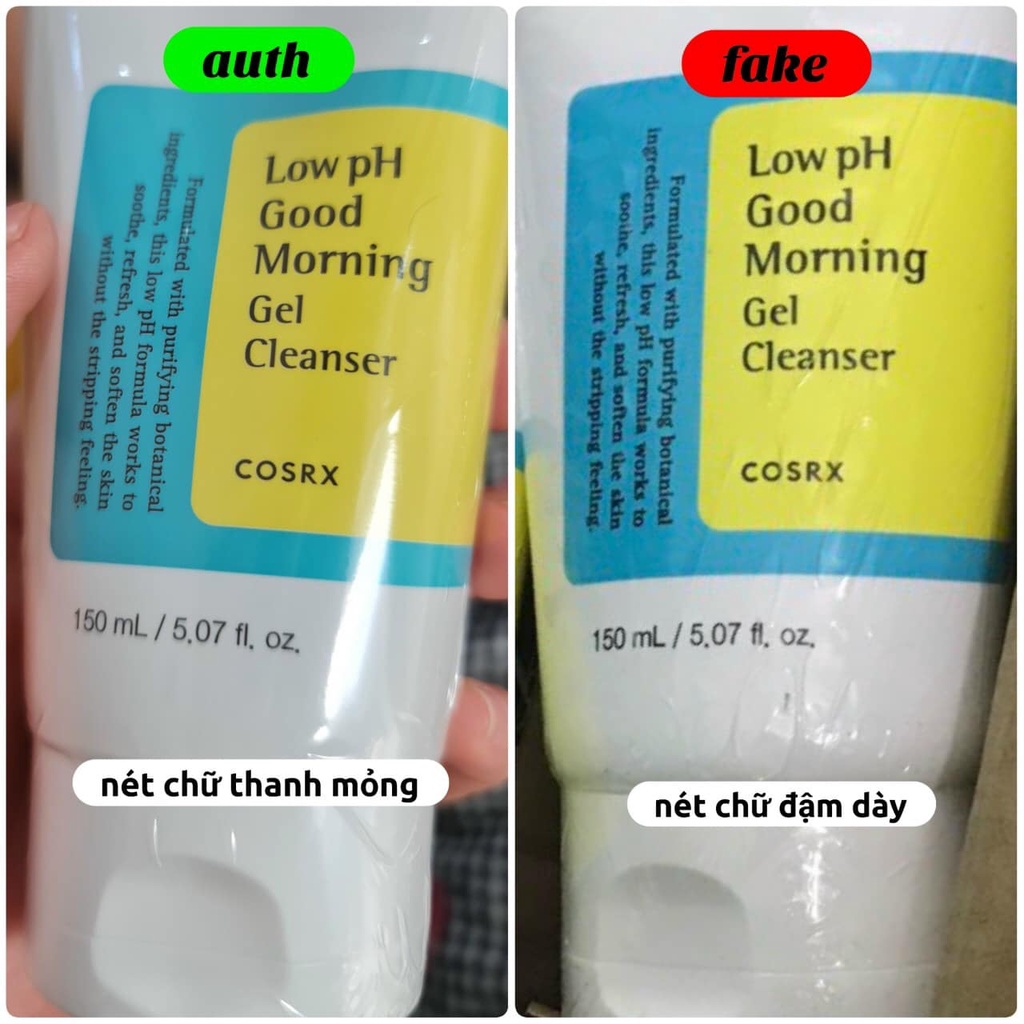 auth
Low pH
Good
Morning
Gel
Cleanser
COSRX
Formulated with purifying botanical
ingredients, this low pH formula works to
soothe, refresh, and soften the skin
without the stripping feeling.
150 mL / 5.07 fl. oz.
nét chữ thanh mỏng
fake
Low pH
Good
Morning
Gel
Cleanser
COSRX
Formulated with purifying botanical
ingredients, this low pH formula works to
soothe, refresh, and soften the skin
without the stripping feeling.
150 mL / 5.07 fl. oz.
nét chữ đậm dày